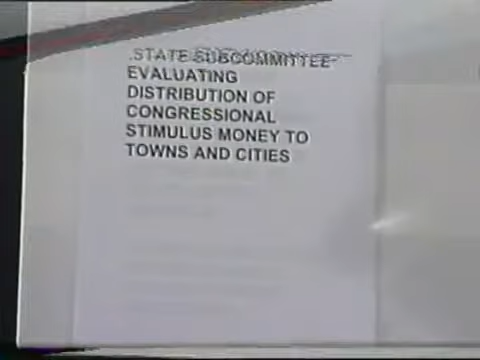 STATE SUBCOMMITTEE
EVALUATING
DISTRIBUTION OF
CONGRESSIONAL
STIMULUS MONEY TO
TOWNS AND CITIES